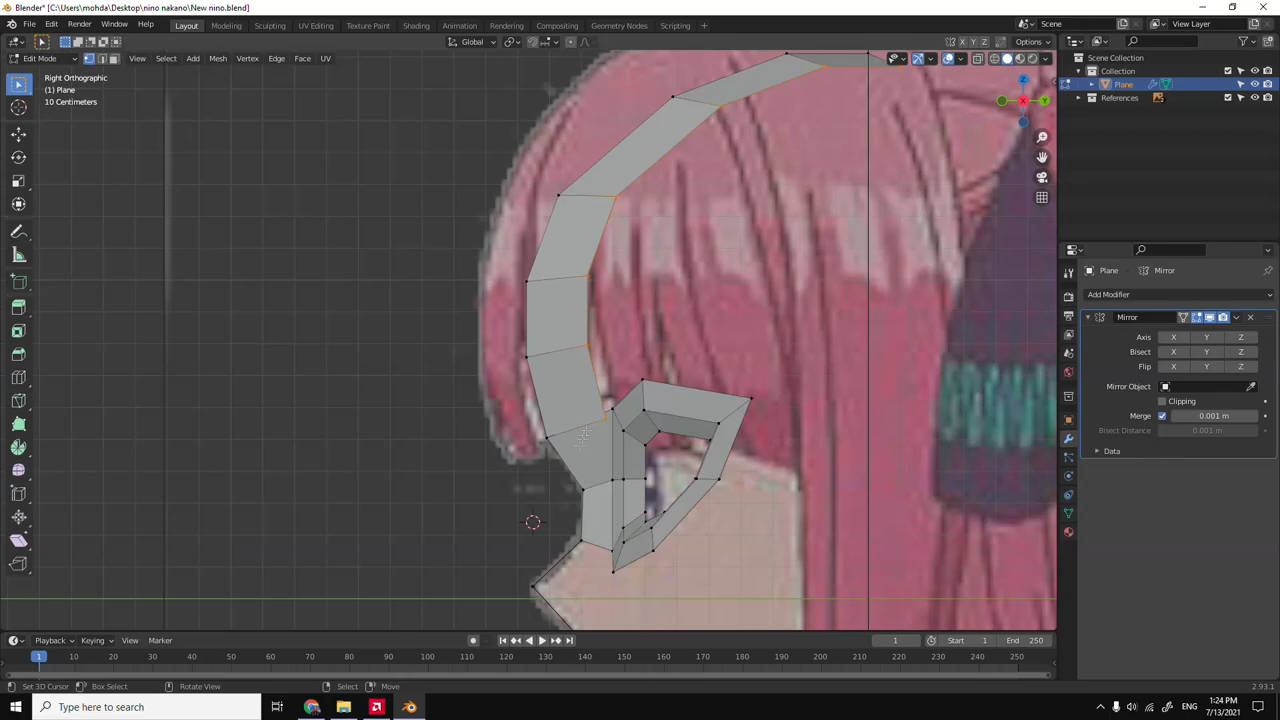 Blender* [C:\Users\mohda\Desktop\nino nakano\New nino.blend]
File Edit Render Window Help Layout Modeling Sculpting UV Editing Texture Paint Shading Animation Rendering Compositing Geometry Nodes Scripting + Scene View Layer
Global X Y Z Options
Edit Mode View Select Add Mesh Vertex Edge Face UV
Right Orthographic
(1) Plane
10 Centimeters
Z
X
Y
Scene Collection
Collection
Plane
References
Plane Mirror
Add Modifier
Mirror
Axis X Y Z
Bisect X Y Z
Flip X Y Z
Mirror Object
Clipping
Merge 0.001 m
Bisect Distance 0.001 m
Data
Playback Keying View Marker 1 Start 1 End 250
1 10 20 30 40 50 60 70 80 90 100 110 120 130 140 150 160 170 180 190 200 210 220 230 240 250
Set 3D Cursor Box Select Rotate View Select Move 2.93.1
Type here to search ENG 1:24 PM
7/13/2021